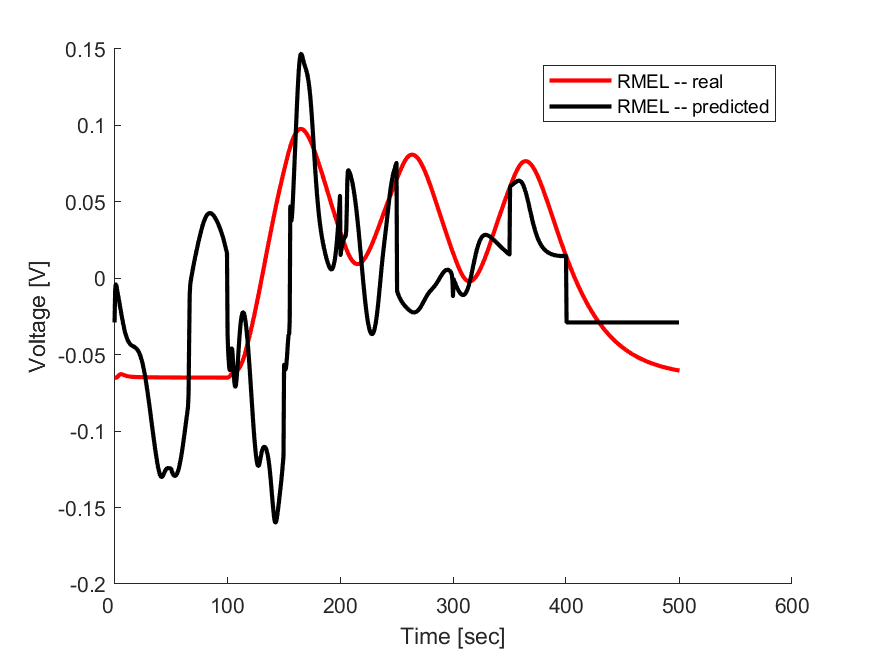 0.15
0.1
0.05
0
-0.05
-0.1
-0.15
-0.2
0 100 200 300 400 500 600
Voltage [V]
Time [sec]
RMEL -- real
RMEL -- predicted